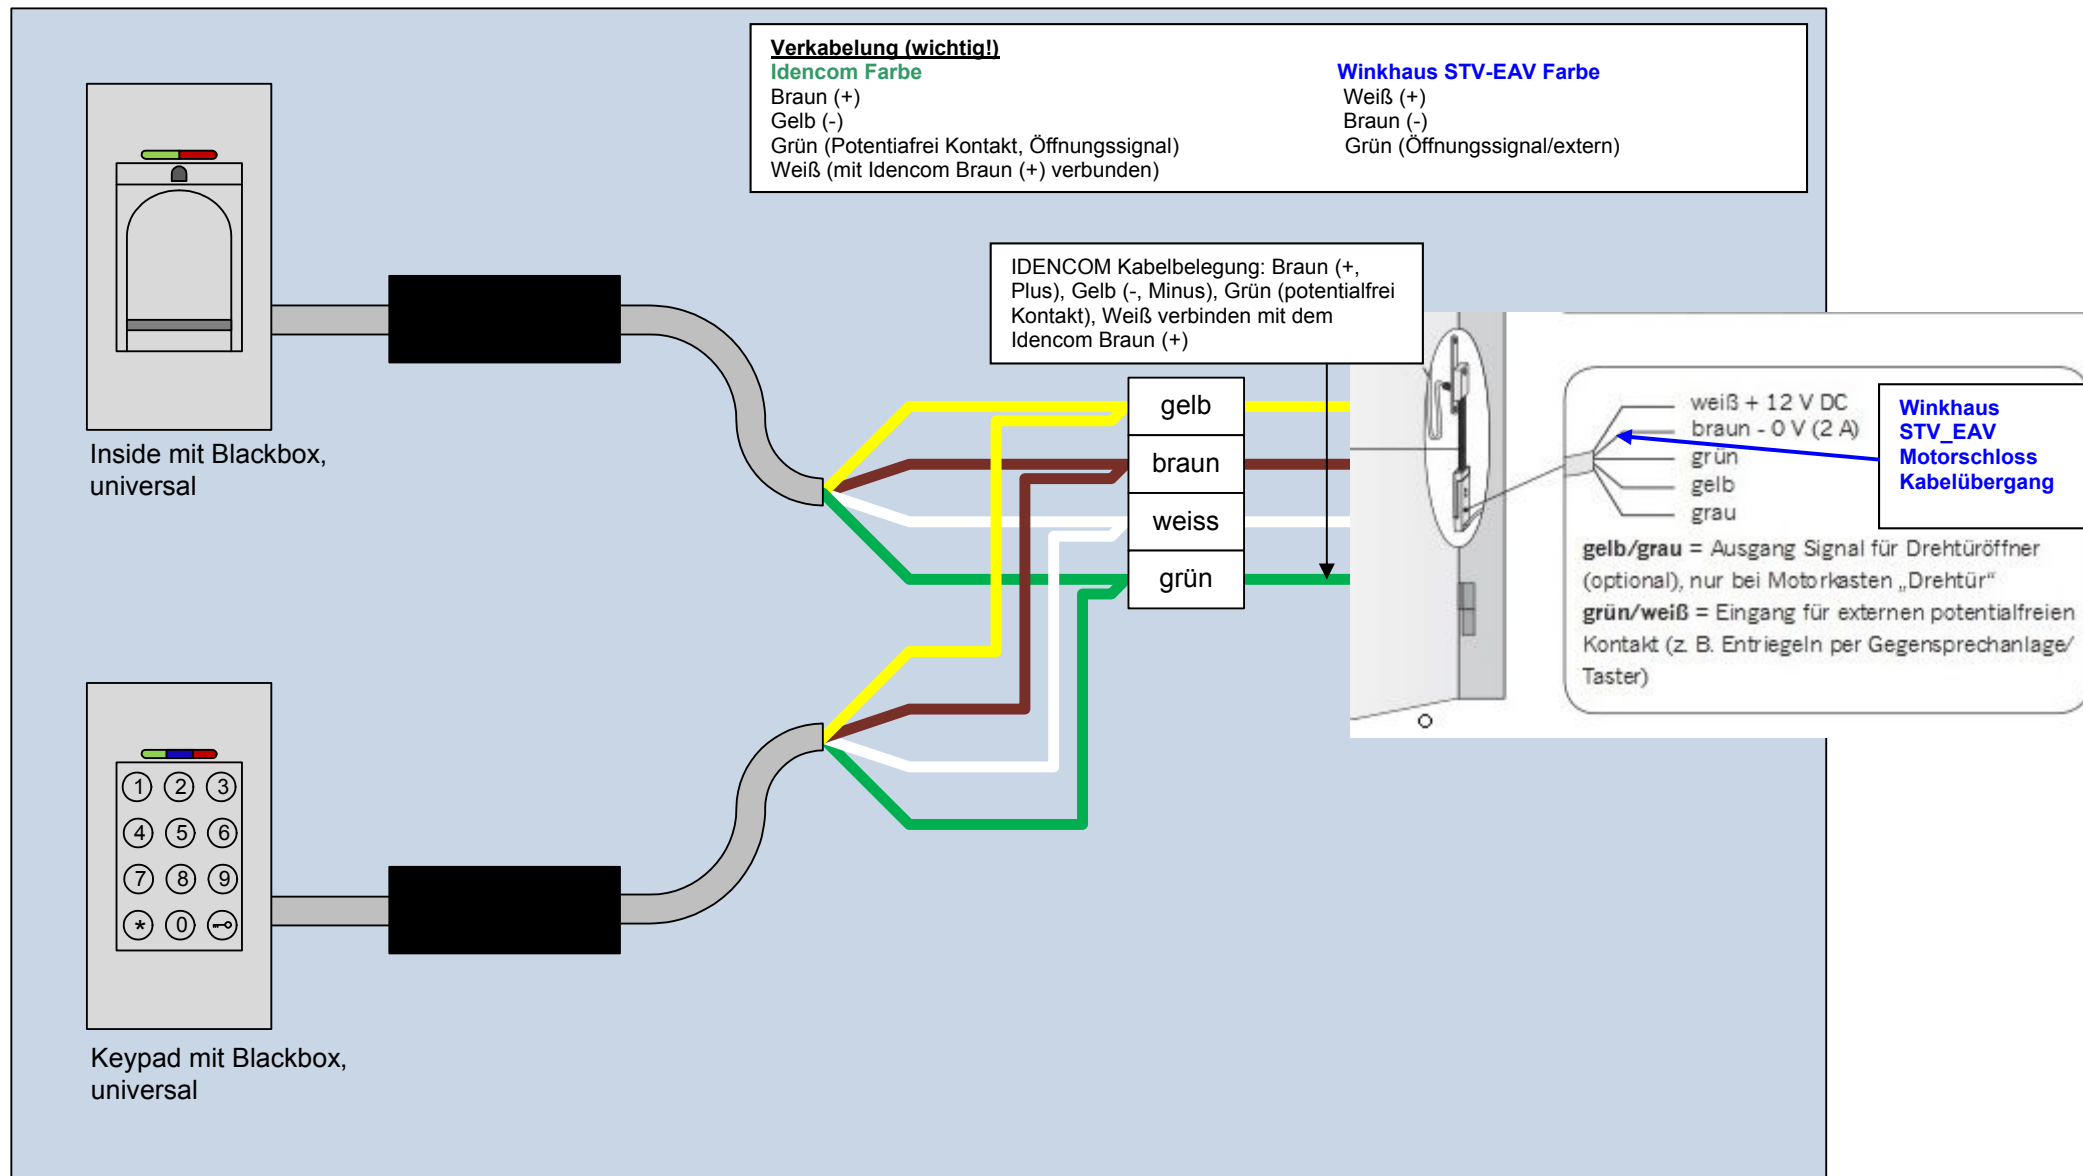 Verkabelung (wichtig!)
Idencom Farbe
Braun (+)
Gelb (-)
Grün (Potentiafrei Kontakt, Öffnungssignal)
Weiß (mit Idencom Braun (+) verbunden)
Winkhaus STV-EAV Farbe
Weiß (+)
Braun (-)
Grün (Öffnungssignal/extern)
IDENCOM Kabelbelegung: Braun (+,
Plus), Gelb (-, Minus), Grün (potentialfrei
Kontakt), Weiß verbinden mit dem
Idencom Braun (+)
gelb
braun
weiss
grün
weiß + 12 V DC
braun - 0 V (2 A)
grün
gelb
grau
Winkhaus
STV_EAV
Motorschloss
Kabelübergang
gelb/grau = Ausgang Signal für Drehtüröffner
(optional), nur bei Motorkasten „Drehtür“
grün/weiß = Eingang für externen potentialfreien
Kontakt (z. B. Entriegeln per Gegensprechanlage/
Taster)
Inside mit Blackbox,
universal
1 2 3
4 5 6
7 8 9
* 0
Keypad mit Blackbox,
universal